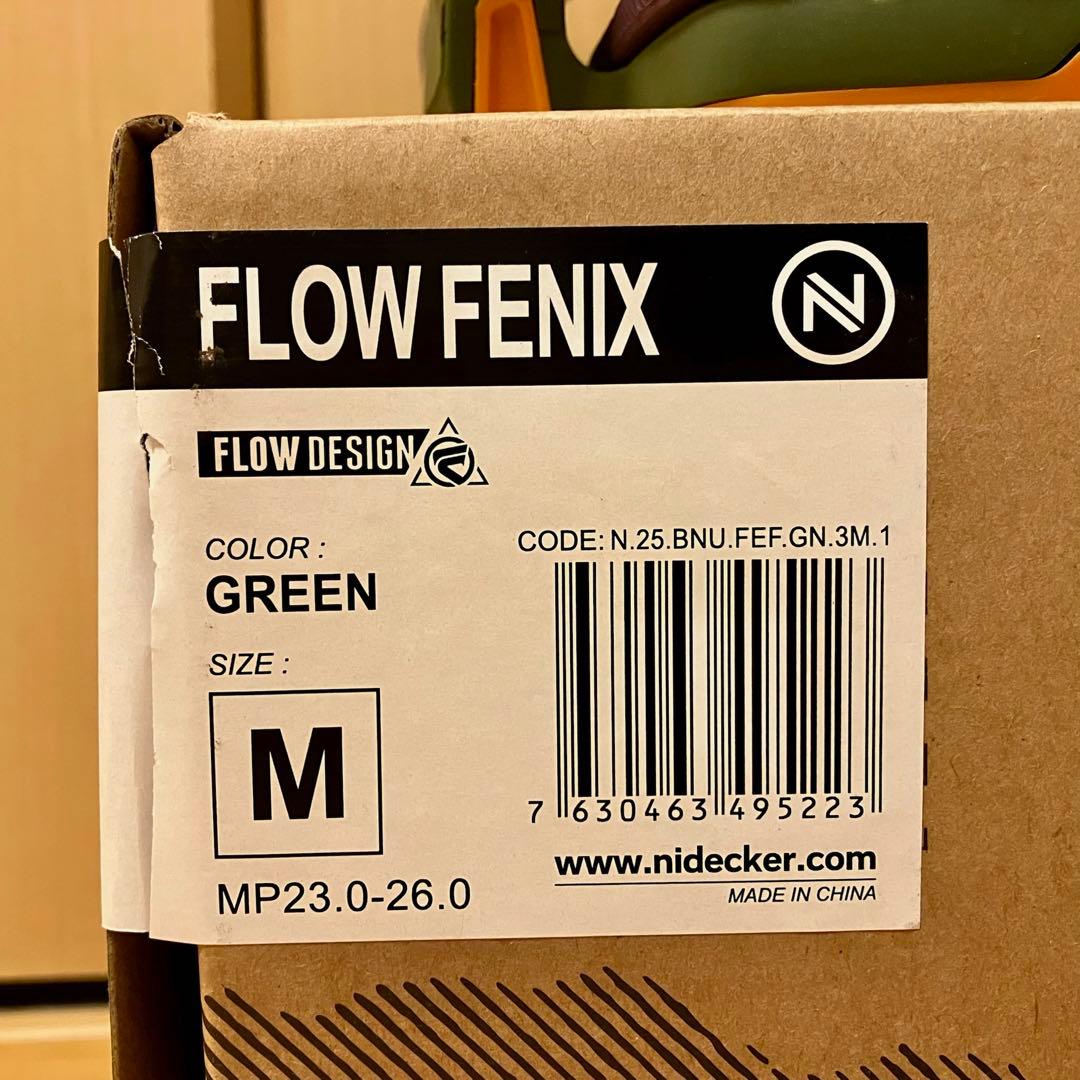 FLOW FENIX
N
FLOW DESIGN
COLOR :
GREEN
CODE: N.25.BNU.FEF.GN.3M.1
SIZE :
M
7 630463 495223
www.nidecker.com
MP23.0-26.0
MADE IN CHINA